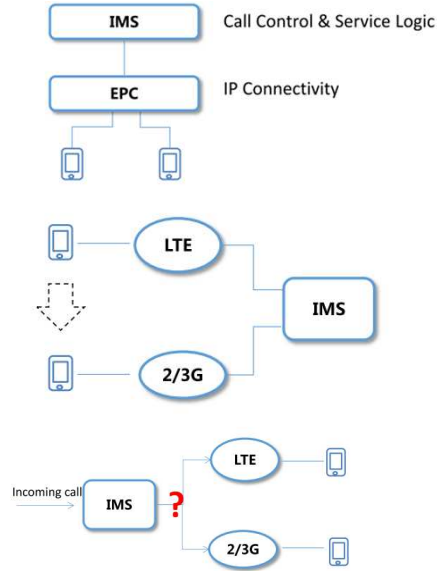 IMS Call Control & Service Logic
EPC IP Connectivity
LTE
IMS
2/3G
LTE
Incoming call
IMS ?
2/3G